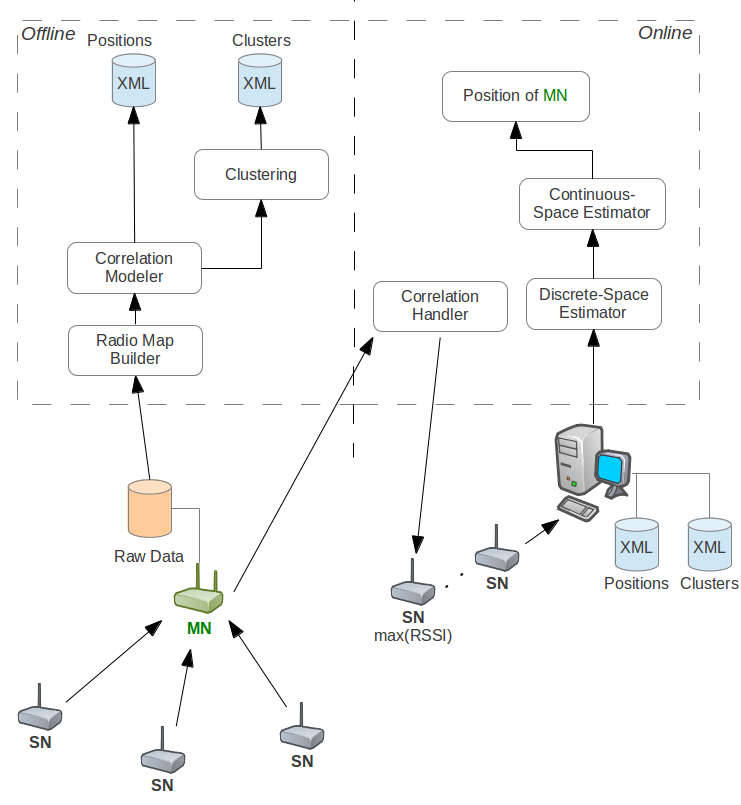 Offline
Online
Positions
Clusters
XML
XML
Position of MN
Clustering
Continuous-
Space Estimator
Correlation
Modeler
Correlation
Handler
Discrete-Space
Estimator
Radio Map
Builder
Raw Data
XML
XML
Positions
Clusters
SN
SN
max(RSSI)
MN
SN
SN
SN